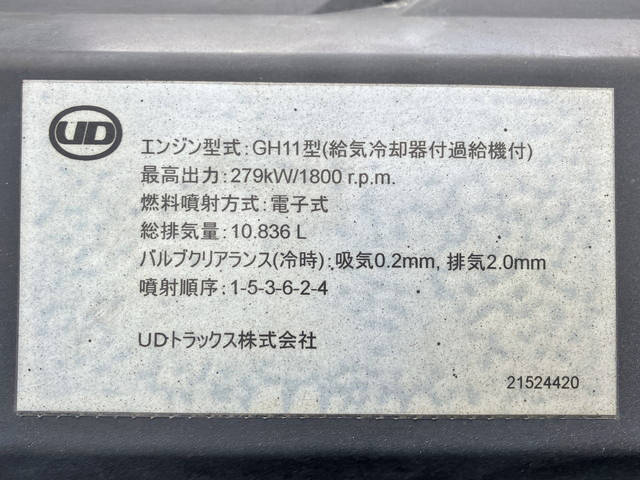 UD
エンジン型式:GH11型(給気冷却器付過給機付)
最高出力:279kW/1800 r.p.m.
燃料噴射方式:電子式
総排気量:10.836 L
バルブクリアランス(冷時):吸気0.2mm, 排気2.0mm
噴射順序:1-5-3-6-2-4
UDトラックス株式会社
21524420